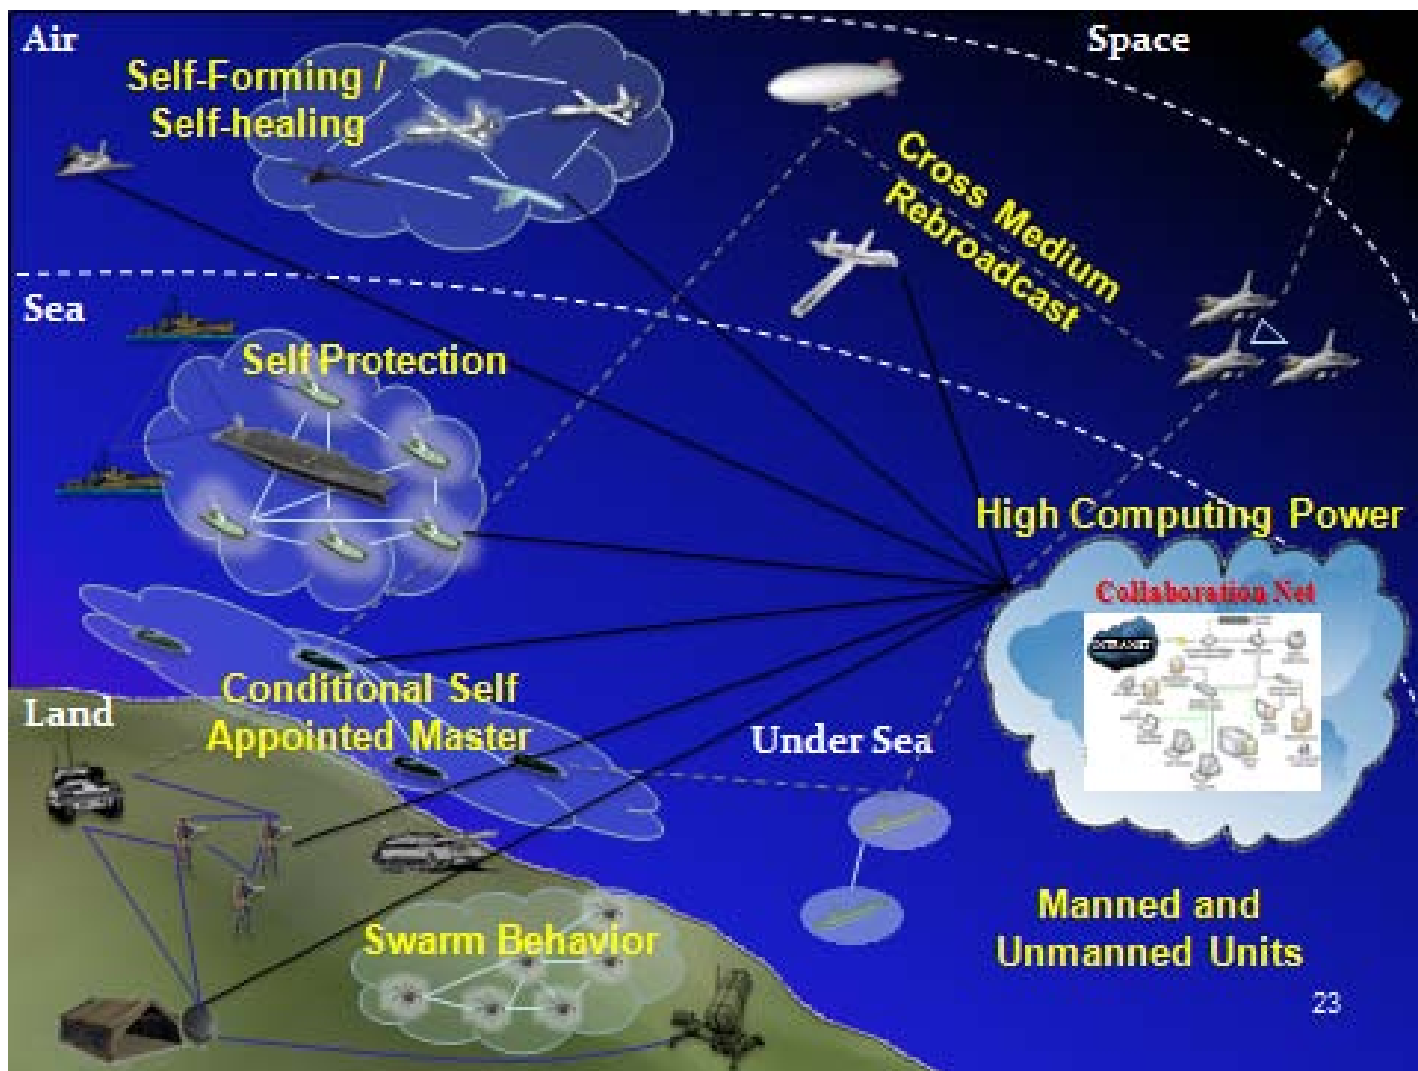 Air
Space
Self-Forming /
Self-healing
Cross Medium
Rebroadcast
Sea
Self Protection
High Computing Power
Collaboration Net
INTRANET
Conditional Self
Appointed Master
Land
Under Sea
Swarm Behavior
Manned and
Unmanned Units
23